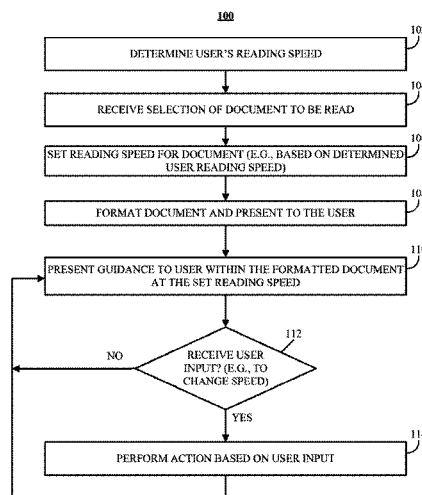 100
DETERMINE USER'S READING SPEED
RECEIVE SELECTION OF DOCUMENT TO BE READ
SET READING SPEED FOR DOCUMENT (E.G., BASED ON DETERMINED
USER READING SPEED)
FORMAT DOCUMENT AND PRESENT TO THE USER
PRESENT GUIDANCE TO USER WITHIN THE FORMATTED DOCUMENT
AT THE SET READING SPEED
112
NO
RECEIVE USER
INPUT? (E.G., TO
CHANGE SPEED)
YES
PERFORM ACTION BASED ON USER INPUT